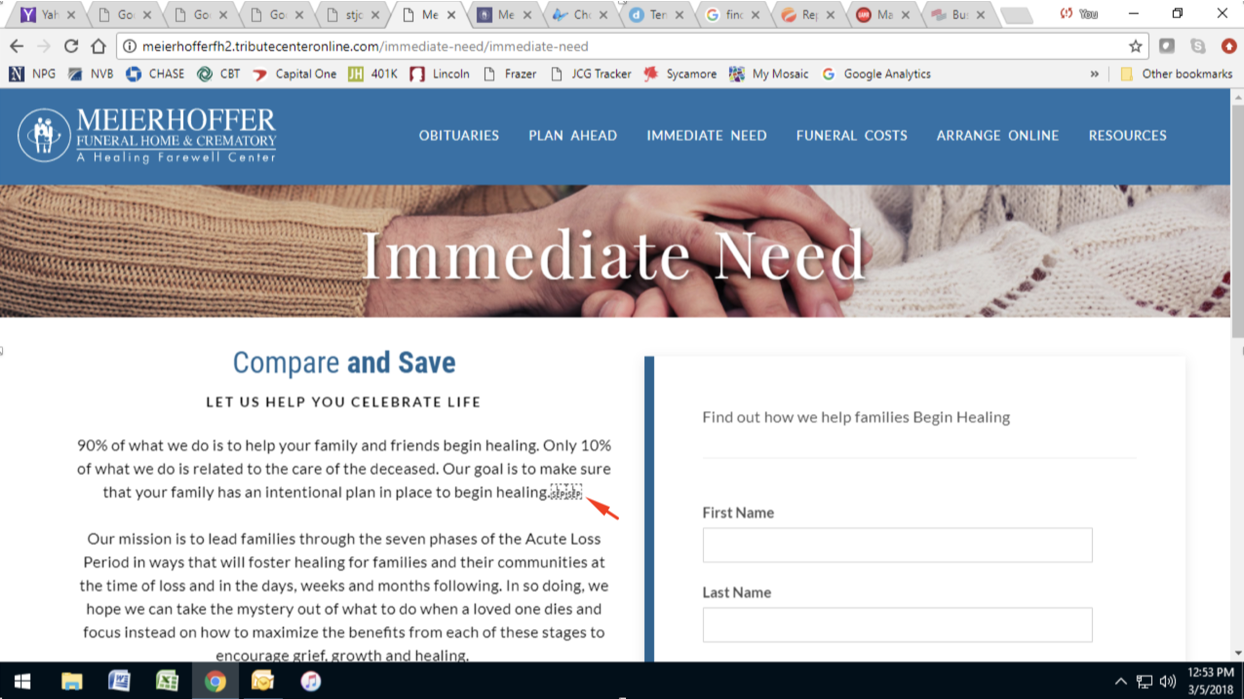 Yah
Go
Go
Go
stjc
Me
Me
Cho
Ten
finc
Rep
Ma
Bus
You
meierhofferfh2.tributecenteronline.com/immediate-need/immediate-need
NPG NVB CHASE CBT Capital One 401K Lincoln Frazer JCG Tracker Sycamore My Mosaic Google Analytics » Other bookmarks
MEIERHOFFER
FUNERAL HOME & CREMATORY
A Healing Farewell Center
OBITUARIES PLAN AHEAD IMMEDIATE NEED FUNERAL COSTS ARRANGE ONLINE RESOURCES
Immediate Need
Compare and Save
LET US HELP YOU CELEBRATE LIFE
90% of what we do is to help your family and friends begin healing. Only 10%
of what we do is related to the care of the deceased. Our goal is to make sure
that your family has an intentional plan in place to begin healing.
Our mission is to lead families through the seven phases of the Acute Loss
Period in ways that will foster healing for families and their communities at
the time of loss and in the days, weeks and months following. In so doing, we
hope we can take the mystery out of what to do when a loved one dies and
focus instead on how to maximize the benefits from each of these stages to
encourage grief, growth and healing.
Find out how we help families Begin Healing
First Name
Last Name
12:53 PM
3/5/2018